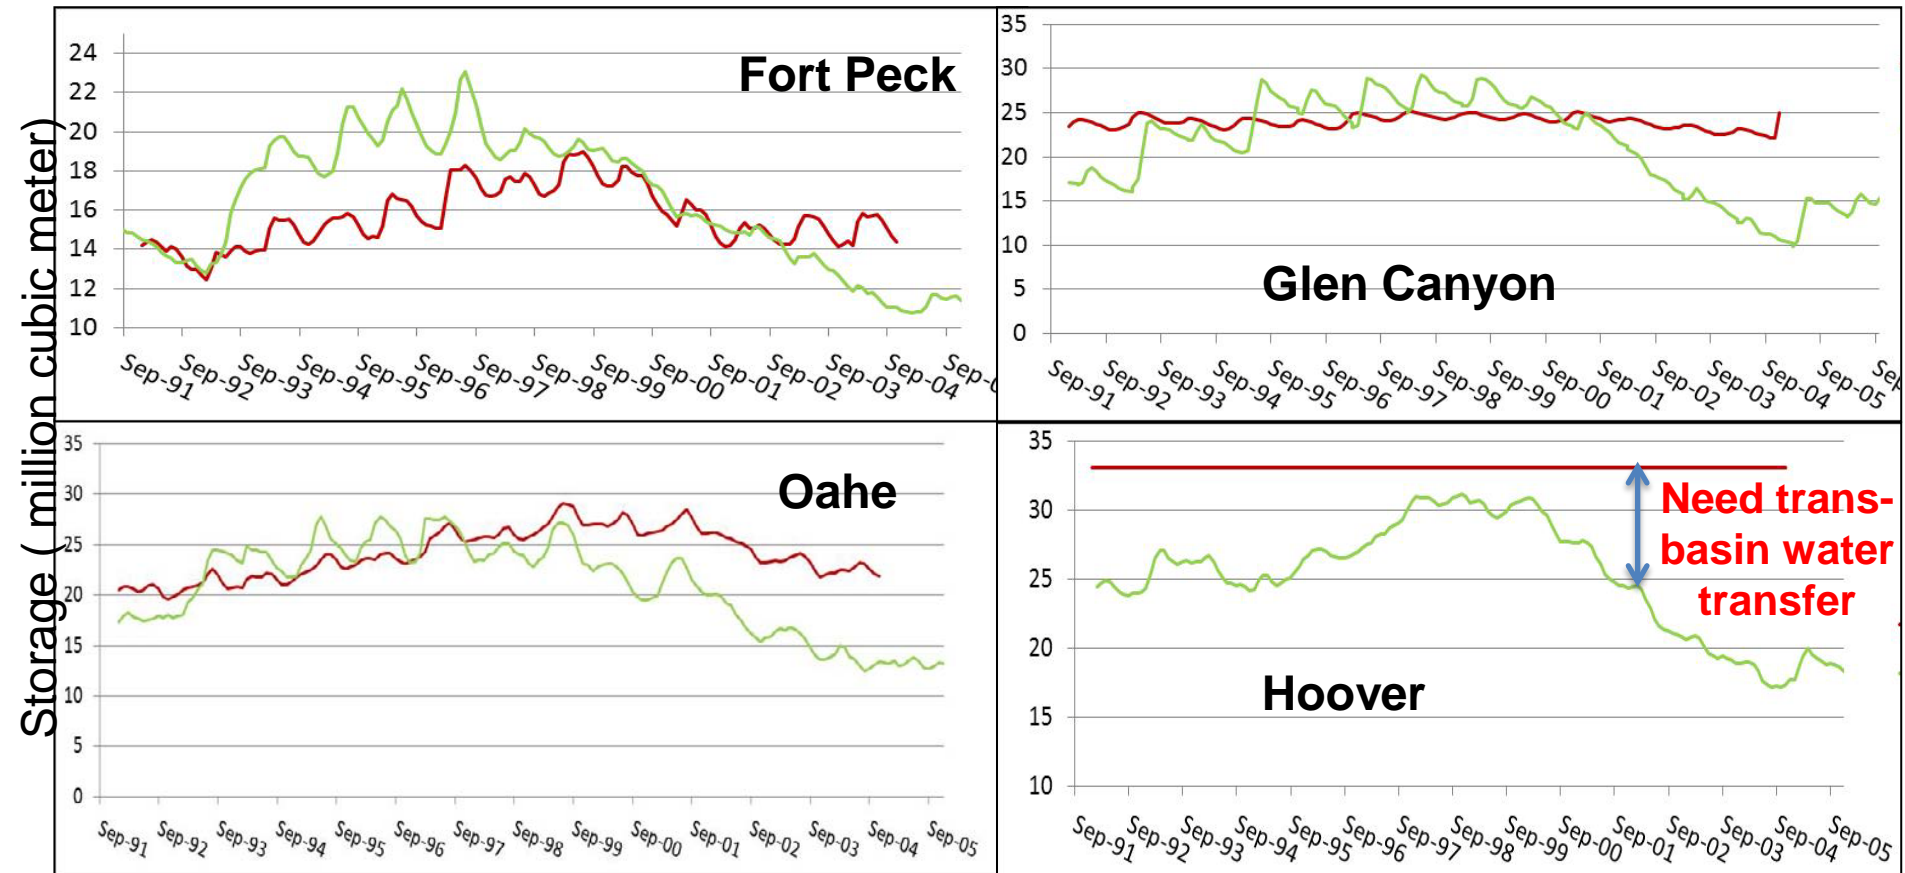 Storage ( million cubic meter)
Fort Peck
24
22
20
18
16
14
12
10
Sep-91
Sep-92
Sep-93
Sep-94
Sep-95
Sep-96
Sep-97
Sep-98
Sep-99
Sep-00
Sep-01
Sep-02
Sep-03
Sep-04
Sep-0
Glen Canyon
35
30
25
20
15
10
5
0
Sep-91
Sep-92
Sep-93
Sep-94
Sep-95
Sep-96
Sep-97
Sep-98
Sep-99
Sep-00
Sep-01
Sep-02
Sep-03
Sep-04
Sep-05
Sep
Oahe
35
30
25
20
15
10
5
0
Sep-91
Sep-92
Sep-93
Sep-94
Sep-95
Sep-96
Sep-97
Sep-98
Sep-99
Sep-00
Sep-01
Sep-02
Sep-03
Sep-04
Sep-05
Hoover
35
30
25
20
15
10
Need trans-
basin water
transfer
Sep-91
Sep-92
Sep-93
Sep-94
Sep-95
Sep-96
Sep-97
Sep-98
Sep-99
Sep-00
Sep-01
Sep-02
Sep-03
Sep-04
Sep-05